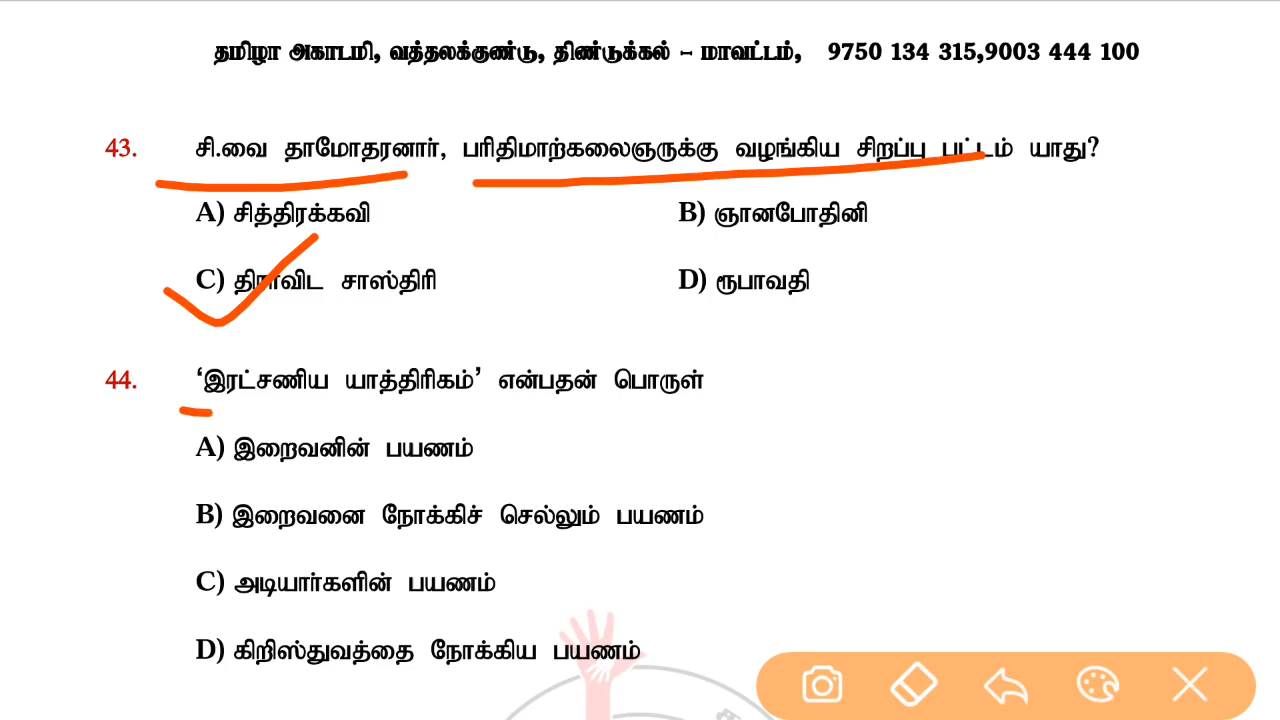 தமிழா அகாடமி, வத்தலக்குண்டு, திண்டுக்கல் - மாவட்டம், 9750 134 315,9003 444 100
43. சி.வை தாமோதரனார், பரிதிமாற்கலைஞருக்கு வழங்கிய சிறப்பு பட்டம் யாது?
A) சித்திரக்கவி B) ஞானபோதினி
C) திராவிட சாஸ்திரி D) ரூபாவதி
44. ‘இரட்சணிய யாத்திரிகம்’ என்பதன் பொருள்
A) இறைவனின் பயணம்
B) இறைவனை நோக்கிச் செல்லும் பயணம்
C) அடியார்களின் பயணம்
D) கிறிஸ்துவத்தை நோக்கிய பயணம்